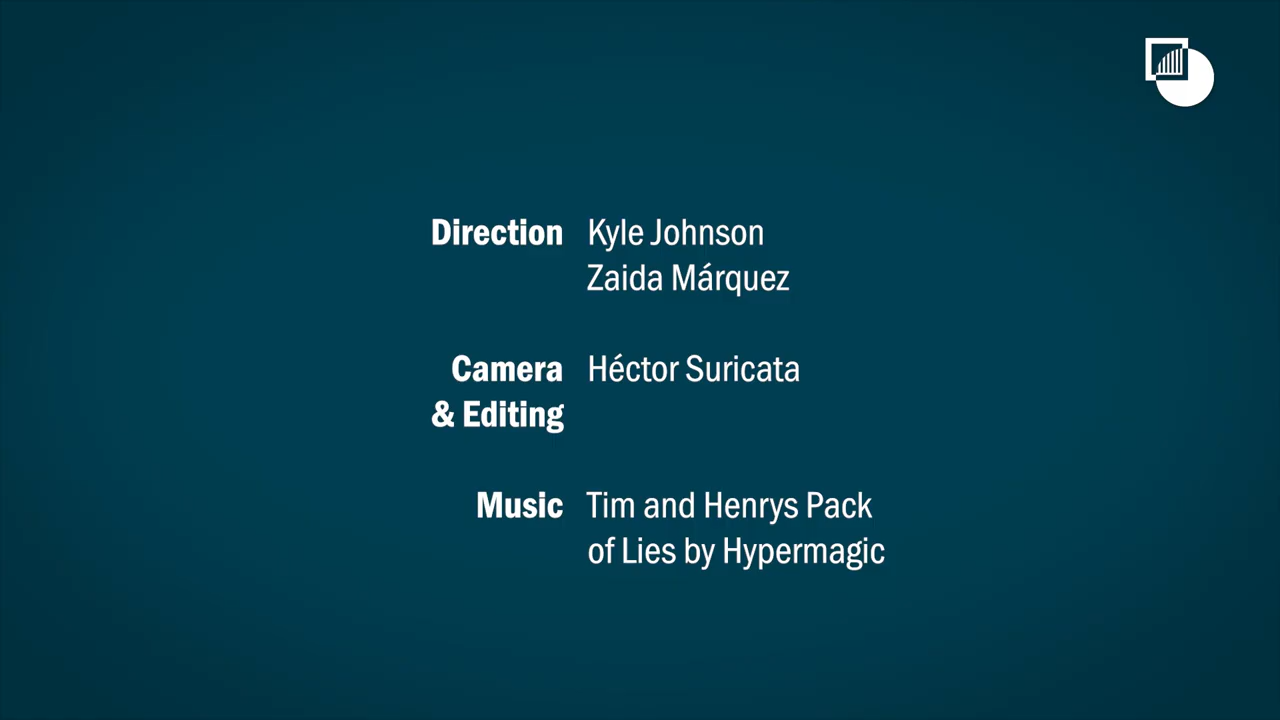 Direction Kyle Johnson
Zaida Márquez
Camera Héctor Suricata
& Editing
Music Tim and Henrys Pack
of Lies by Hypermagic